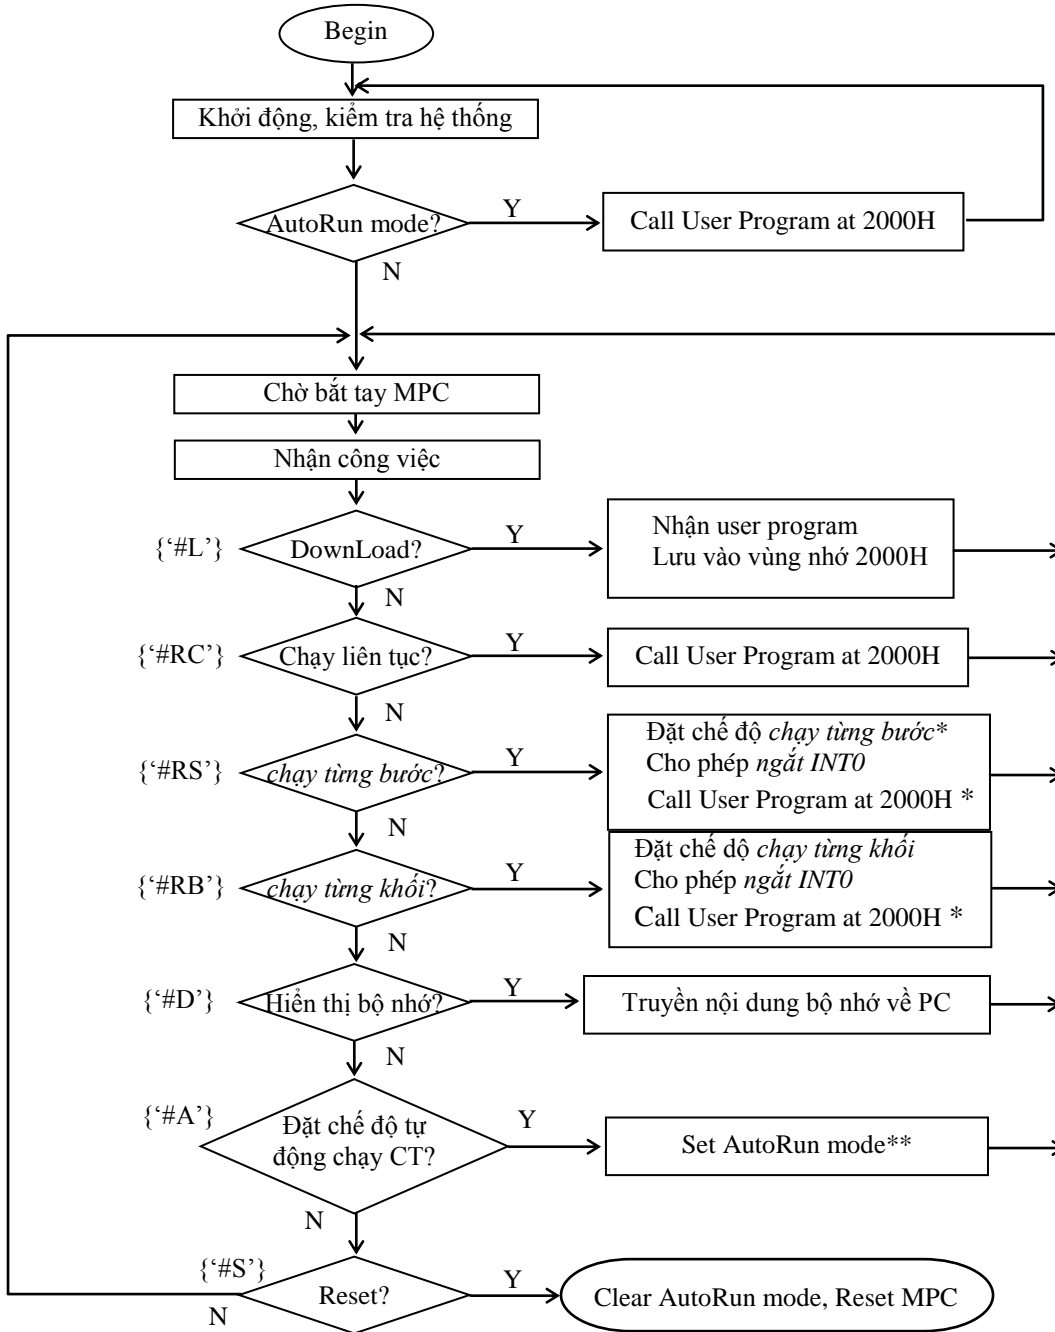 Begin
Khởi động, kiểm tra hệ thống
AutoRun mode?
Y
Call User Program at 2000H
N
Chờ bắt tay MPC
Nhận công việc
{‘#L’}
DownLoad?
Y
Nhận user program
Lưu vào vùng nhớ 2000H
N
{‘#RC’}
Chạy liên tục?
Y
Call User Program at 2000H
N
{‘#RS’}
chạy từng bước?
Y
Đặt chế độ chạy từng bước*
Cho phép ngắt INT0
Call User Program at 2000H *
N
{‘#RB’}
chạy từng khối?
Y
Đặt chế dộ chạy từng khối
Cho phép ngắt INT0
Call User Program at 2000H *
N
{‘#D’}
Hiển thị bộ nhớ?
Y
Truyền nội dung bộ nhớ về PC
N
{‘#A’}
Đặt chế độ tự
động chạy CT?
Y
Set AutoRun mode**
N
{‘#S’}
Reset?
Y
Clear AutoRun mode, Reset MPC
N